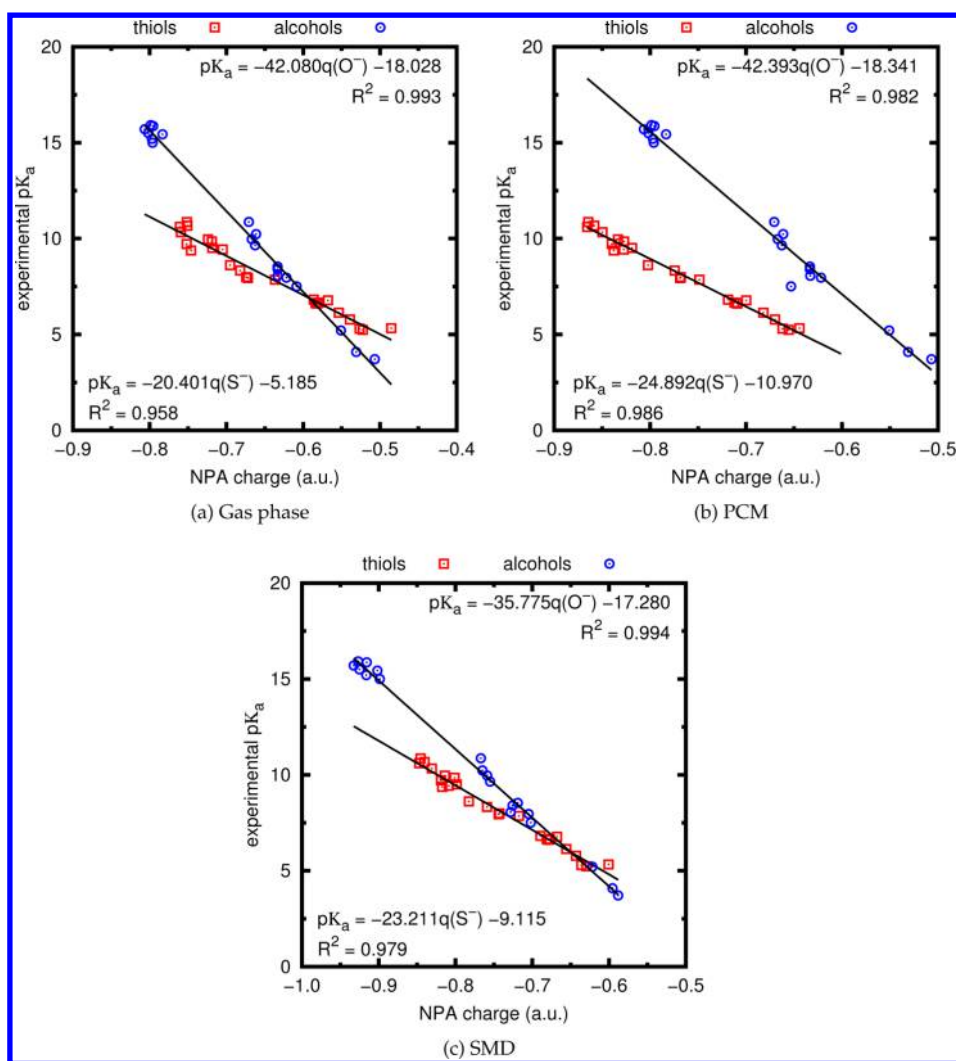 thiols alcohols
20
15
10
5
0
experimental pKₐ
pKₐ = −42.080q(O⁻) −18.028
R² = 0.993
pKₐ = −20.401q(S⁻) −5.185
R² = 0.958
−0.9 −0.8 −0.7 −0.6 −0.5 −0.4
NPA charge (a.u.)
(a) Gas phase
thiols alcohols
20
15
10
5
0
experimental pKₐ
pKₐ = −42.393q(O⁻) −18.341
R² = 0.982
pKₐ = −24.892q(S⁻) −10.970
R² = 0.986
−0.9 −0.8 −0.7 −0.6 −0.5
NPA charge (a.u.)
(b) PCM
thiols alcohols
20
15
10
5
0
experimental pKₐ
pKₐ = −35.775q(O⁻) −17.280
R² = 0.994
pKₐ = −23.211q(S⁻) −9.115
R² = 0.979
−1.0 −0.9 −0.8 −0.7 −0.6 −0.5
NPA charge (a.u.)
(c) SMD